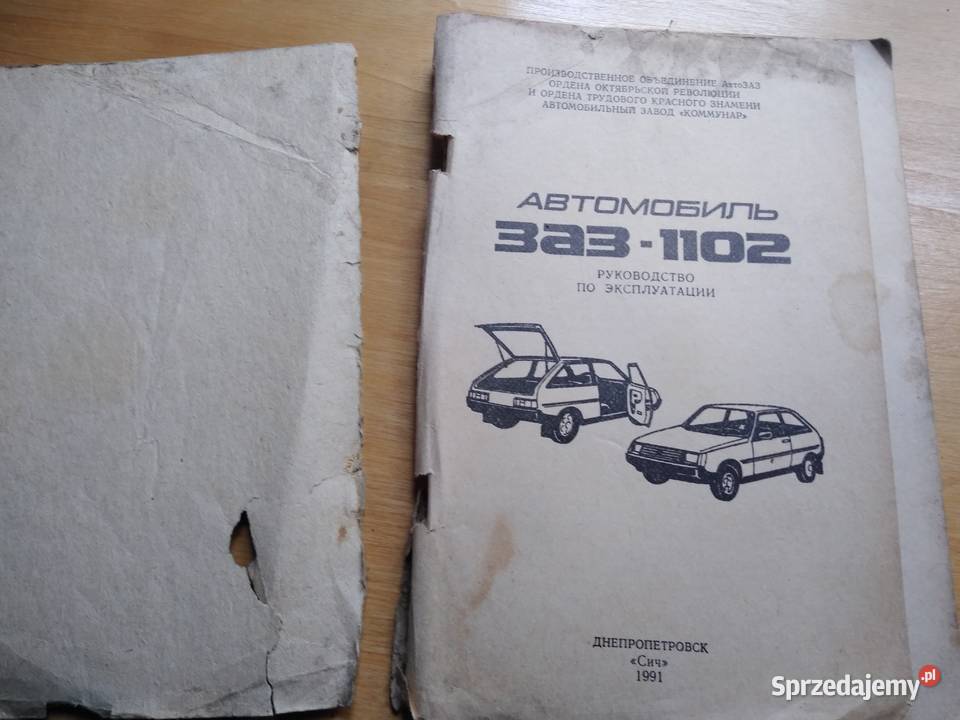 ПРОИЗВОДСТВЕННОЕ ОБЪЕДИНЕНИЕ АвтоЗАЗ
ОРДЕНА ОКТЯБРЬСКОЙ РЕВОЛЮЦИИ
И ОРДЕНА ТРУДОВОГО КРАСНОГО ЗНАМЕНИ
АВТОМОБИЛЬНЫЙ ЗАВОД «КОММУНАР»
АВТОМОБИЛЬ
ЗАЗ-1102
РУКОВОДСТВО
ПО ЭКСПЛУАТАЦИИ
ДНЕПРОПЕТРОВСК
«Сич»
1991
Sprzedajemy.pl